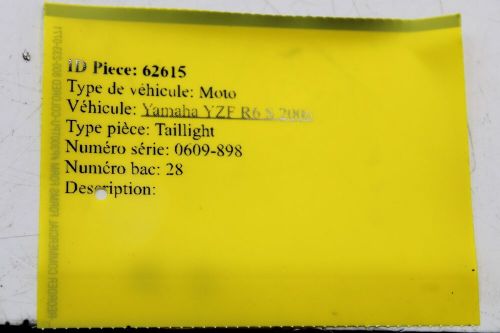 ID Piece: 62615
Type de véhicule: Moto
Véhicule: Yamaha YZF R6 S 2006
Type pièce: Taillight
Numéro série: 0609-898
Numéro bac: 28
Description: